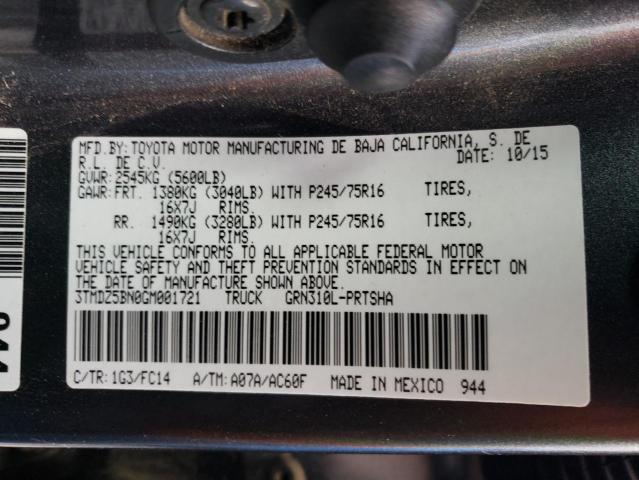 MFD. BY: TOYOTA MOTOR MANUFACTURING DE BAJA CALIFORNIA, S. DE
R.L. DE C.V. DATE: 10/15
GVWR: 2545KG (5600LB)
GAWR: FRT. 1380KG (3040LB) WITH P245/75R16 TIRES,
16X7J RIMS.
RR. 1490KG (3280LB) WITH P245/75R16 TIRES,
16X7J RIMS.
THIS VEHICLE CONFORMS TO ALL APPLICABLE FEDERAL MOTOR
VEHICLE SAFETY AND THEFT PREVENTION STANDARDS IN EFFECT ON
THE DATE OF MANUFACTURE SHOWN ABOVE.
3TMDZ5BN0GM001721 TRUCK GRN310L-PRTSHA
C/TR: 1G3/FC14 A/TM: A07A/AC60F MADE IN MEXICO 944